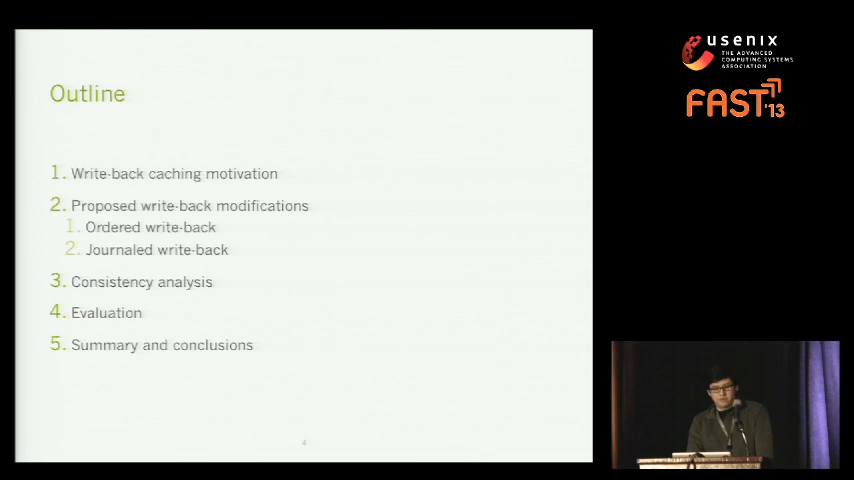 Outline
1. Write-back caching motivation
2. Proposed write-back modifications
1. Ordered write-back
2. Journaled write-back
3. Consistency analysis
4. Evaluation
5. Summary and conclusions
4
usenix
THE ADVANCED
COMPUTING SYSTEMS
ASSOCIATION
FAST '13